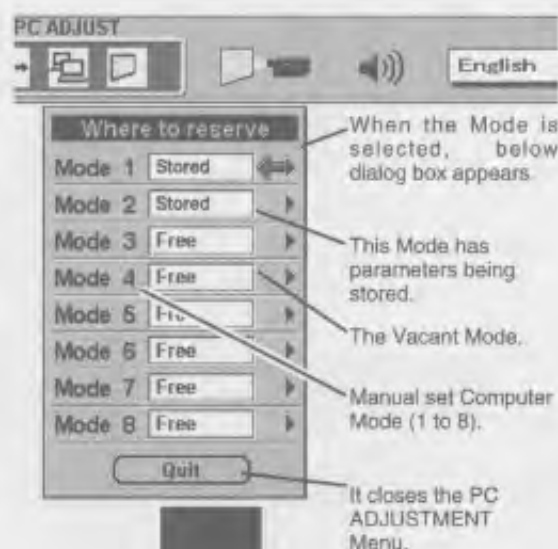 PC ADJUST
English
Where to reserve
Mode 1 Stored
Mode 2 Stored
Mode 3 Free
Mode 4 Free
Mode 5 Free
Mode 6 Free
Mode 7 Free
Mode 8 Free
Quit
When the Mode is
selected, below
dialog box appears.
This Mode has
parameters being
stored.
The Vacant Mode.
Manual set Computer
Mode (1 to 8).
It closes the PC
ADJUSTMENT
Menu.